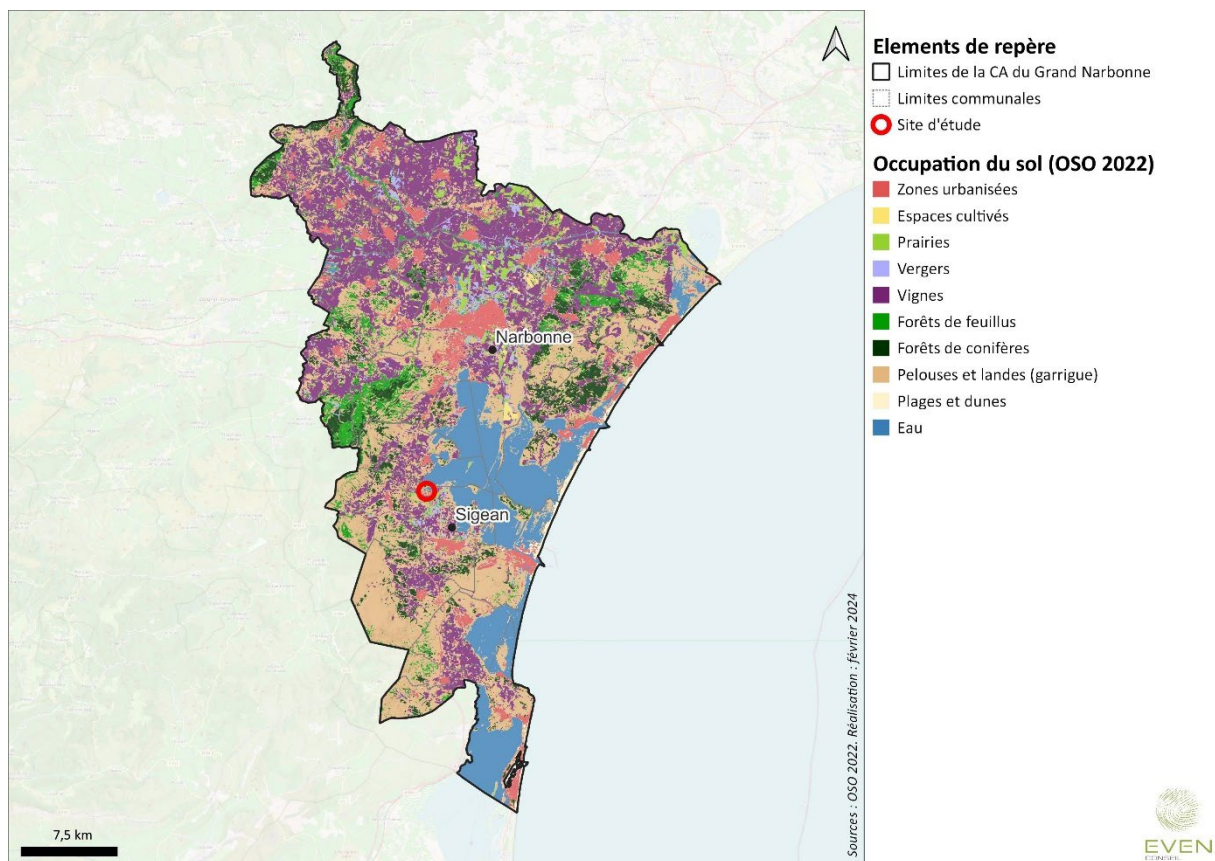 Narbonne
Sigean
7,5 km
Sources : OSO 2022. Réalisation : février 2024
Elements de repère
Limites de la CA du Grand Narbonne
Limites communales
Site d'étude
Occupation du sol (OSO 2022)
Zones urbanisées
Espaces cultivés
Prairies
Vergers
Vignes
Forêts de feuillus
Forêts de conifères
Pelouses et landes (garrigue)
Plages et dunes
Eau
EVEN
CONSEIL